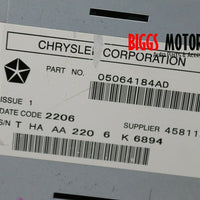 BIGGS MOTOR
CHRYSLER CORPORATION
PART NO.
05064184AD
ISSUE 1
DATE CODE 2206
SUPPLIER 45811
S/N T HA AA 220 6 K 6894